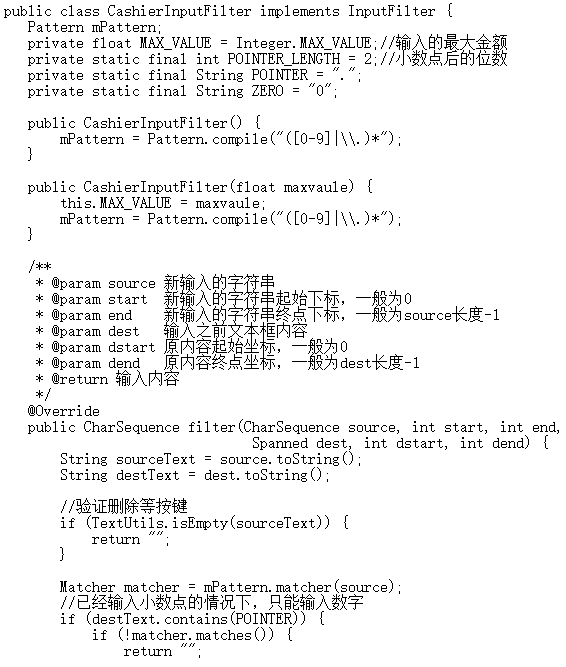 public class CashierInputFilter implements InputFilter {
Pattern mPattern;
private float MAX_VALUE = Integer.MAX_VALUE;//输入的最大金额
private static final int POINTER_LENGTH = 2;//小数点后的位数
private static final String POINTER = ".";
private static final String ZERO = "0";
public CashierInputFilter() {
mPattern = Pattern.compile("([0-9]|\\.)*");
}
public CashierInputFilter(float maxvaule) {
this.MAX_VALUE = maxvaule;
mPattern = Pattern.compile("([0-9]|\\.)*");
}
/**
* @param source 新输入的字符串
* @param start 新输入的字符串起始下标，一般为0
* @param end 新输入的字符串终点下标，一般为source长度-1
* @param dest 输入之前文本框内容
* @param dstart 原内容起始坐标，一般为0
* @param dend 原内容终点坐标，一般为dest长度-1
* @return 输入内容
*/
@Override
public CharSequence filter(CharSequence source, int start, int end,
Spanned dest, int dstart, int dend) {
String sourceText = source.toString();
String destText = dest.toString();
//验证删除等按键
if (TextUtils.isEmpty(sourceText)) {
return "";
}
Matcher matcher = mPattern.matcher(source);
//已经输入小数点的情况下，只能输入数字
if (destText.contains(POINTER)) {
if (!matcher.matches()) {
return "";